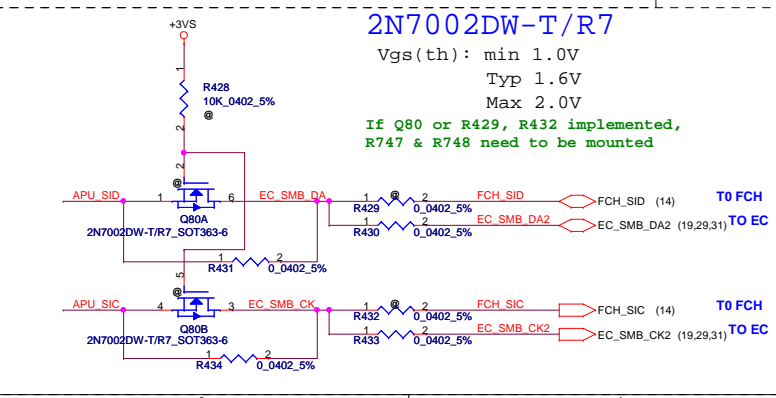 2N7002DW-T/R7
Vgs(th): min 1.0V
Typ 1.6V
Max 2.0V
If Q80 or R429, R432 implemented,
R747 & R748 need to be mounted
+3VS
1
R428
10K_0402_5%
@
2
2
@
APU_SID 1 6 EC_SMB_DA
Q80A
2N7002DW-T/R7_SOT363-6
1 @ 2 FCH_SID
R429 0_0402_5%
FCH_SID (14) T0 FCH
1 2 EC_SMB_DA2
R430 0_0402_5%
EC_SMB_DA2 (19,29,31) TO EC
1 2
R431 0_0402_5%
5
@
APU_SIC 4 3 EC_SMB_CK
Q80B
2N7002DW-T/R7_SOT363-6
1 @ 2 FCH_SIC
R432 0_0402_5%
FCH_SIC (14) T0 FCH
1 2 EC_SMB_CK2
R433 0_0402_5%
EC_SMB_CK2 (19,29,31) TO EC
1 2
R434 0_0402_5%